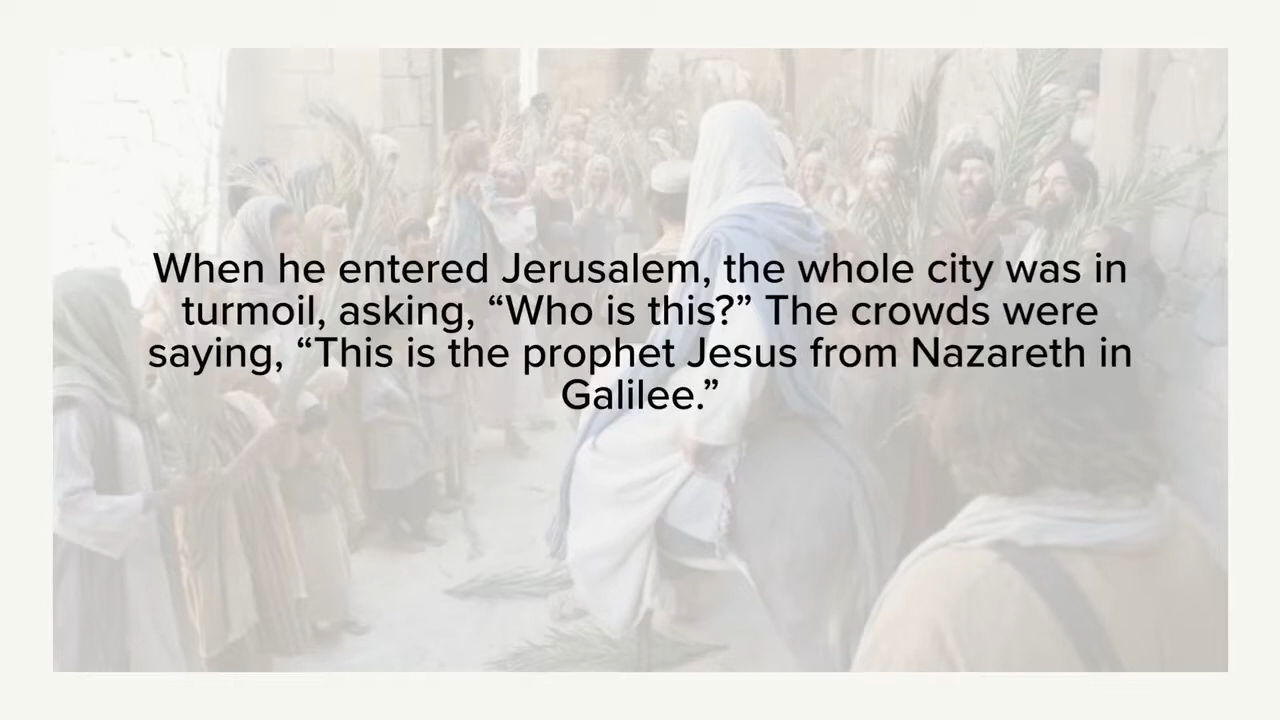 When he entered Jerusalem, the whole city was in
turmoil, asking, “Who is this?” The crowds were
saying, “This is the prophet Jesus from Nazareth in
Galilee.”